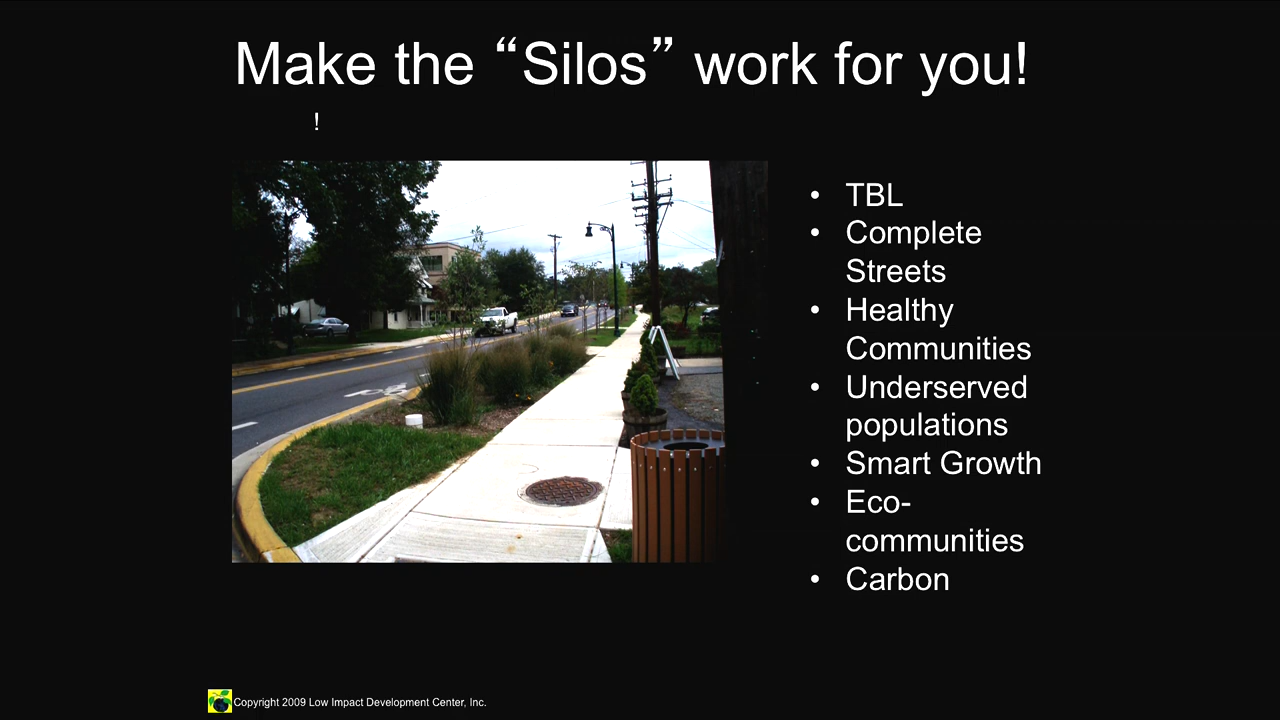 Make the “Silos” work for you!
!
• TBL
• Complete
Streets
• Healthy
Communities
• Underserved
populations
• Smart Growth
• Eco-
communities
• Carbon
Copyright 2009 Low Impact Development Center, Inc.